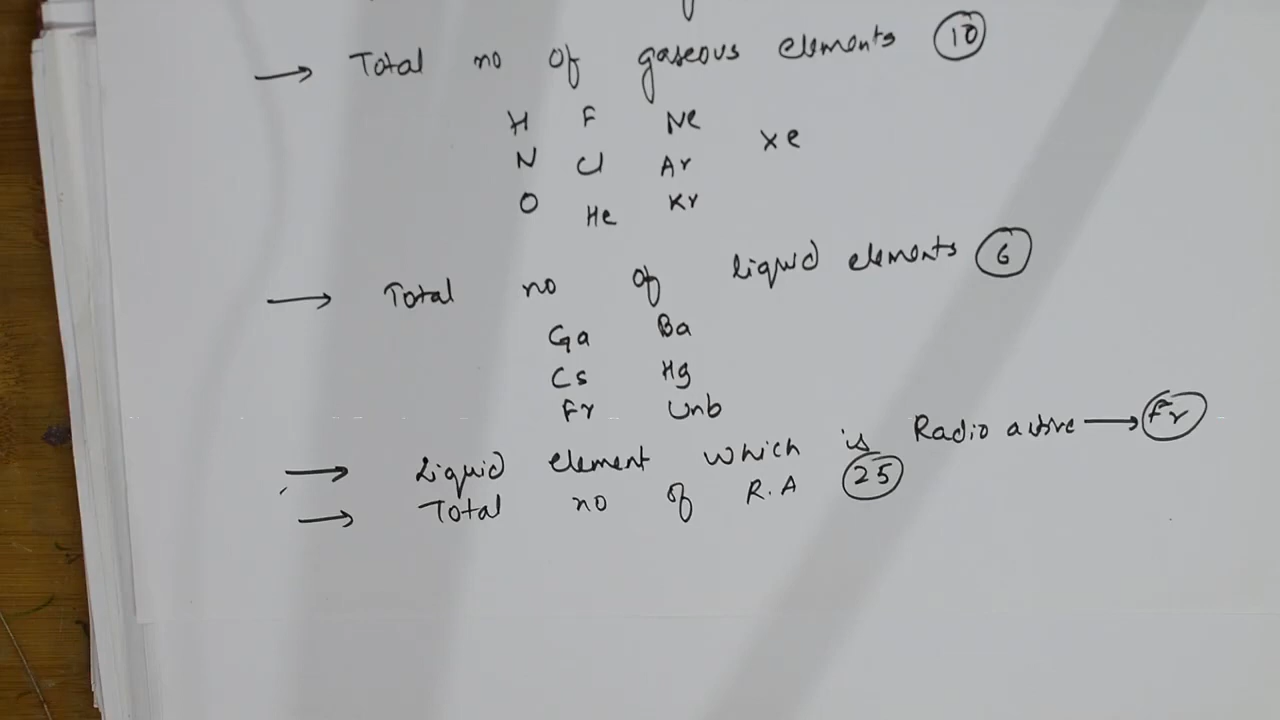 → Total no of gaseous elements 10
H F Ne Xe
N Cl Ar
O He Kr
→ Total no of liquid elements 6
Ga Ba
Cs Hg
Fr Unb
→ Liquid element which is Radio active → Fr
→ Total no of R.A 25